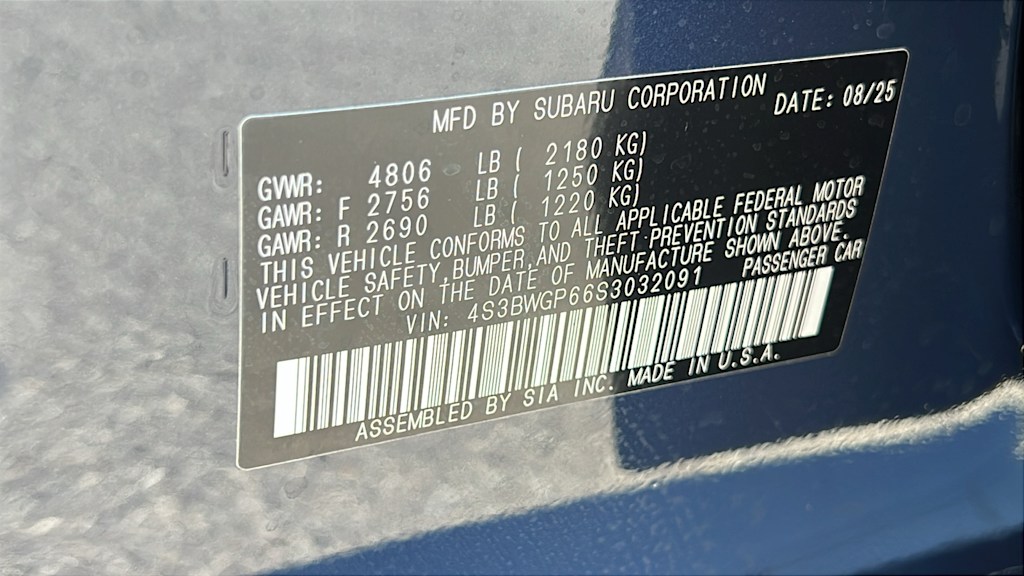 MFD BY SUBARU CORPORATION DATE: 08/25
GVWR: 4806 LB ( 2180 KG)
GAWR: F 2756 LB ( 1250 KG)
GAWR: R 2690 LB ( 1220 KG)
THIS VEHICLE CONFORMS TO ALL APPLICABLE FEDERAL MOTOR
VEHICLE SAFETY,BUMPER,AND THEFT PREVENTION STANDARDS
IN EFFECT ON THE DATE OF MANUFACTURE SHOWN ABOVE.
VIN: 4S3BWGP66S3032091 PASSENGER CAR
ASSEMBLED BY SIA INC. MADE IN U.S.A.